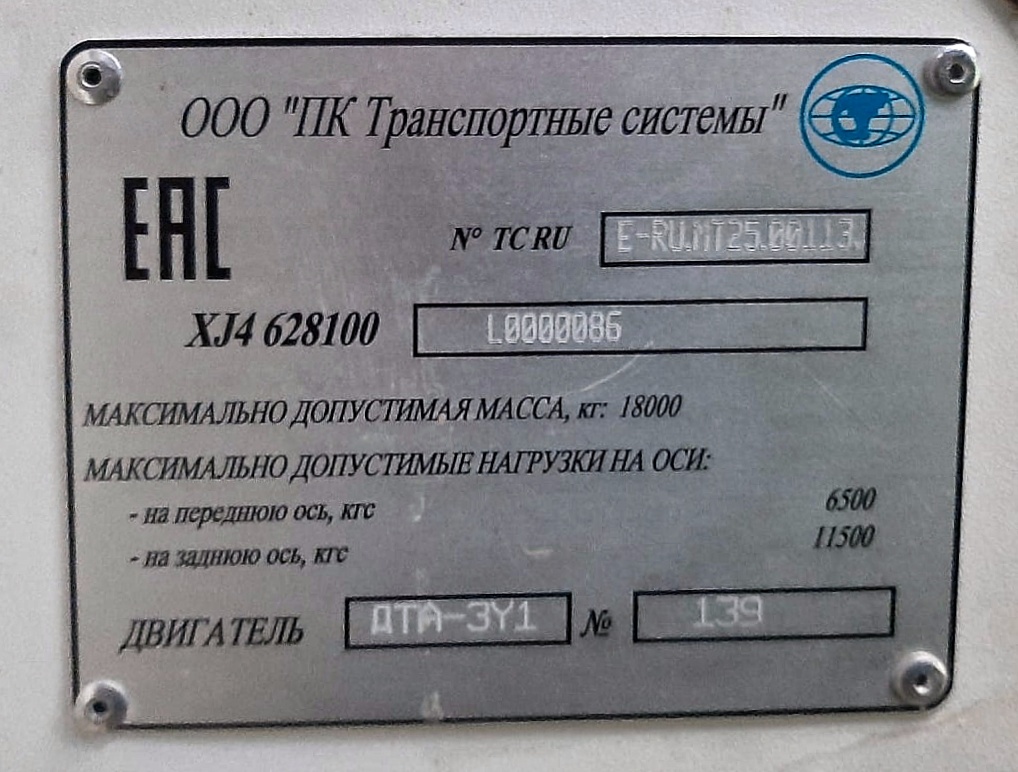 ООО "ПК Транспортные системы"
ЕАС
№ ТС RU E-RU.MT25.00113.
XJ4 628100 L0000086
МАКСИМАЛЬНО ДОПУСТИМАЯ МАССА, кг: 18000
МАКСИМАЛЬНО ДОПУСТИМЫЕ НАГРУЗКИ НА ОСИ:
- на переднюю ось, кгс 6500
- на заднюю ось, кгс 11500
ДВИГАТЕЛЬ ДТА-3У1 № 139